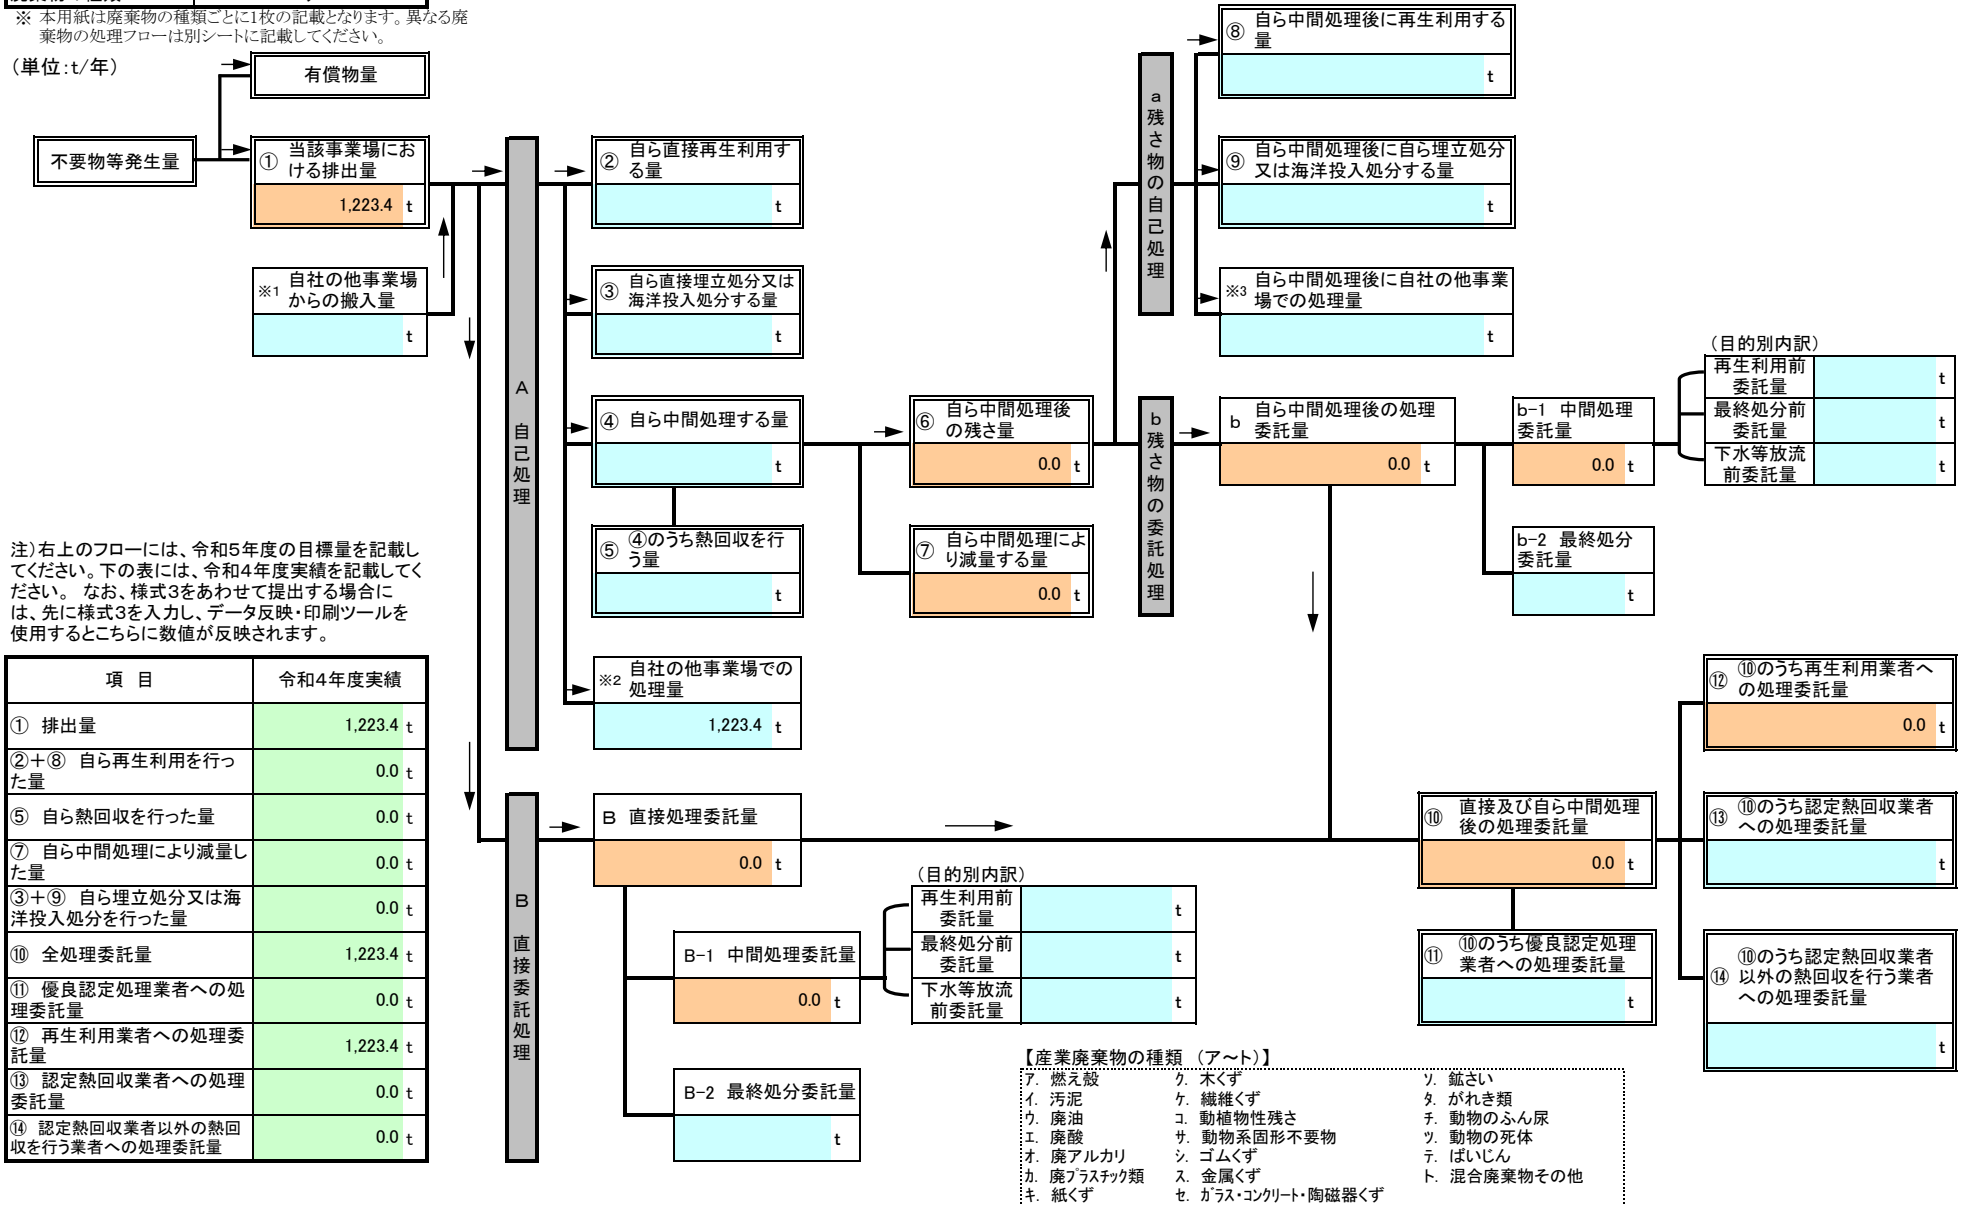 ※ 本用紙は廃棄物の種類ごとに1枚の記載となります。異なる廃
棄物の処理フローは別シートに記載してください。
（単位：t/年）
有償物量
不要物等発生量
① 当該事業場にお
ける排出量
1,223.4 t
※1 自社の他事業場
からの搬入量
t
A 自己処理
② 自ら直接再生利用す
る量
t
③ 自ら直接埋立処分又は
海洋投入処分する量
t
④ 自ら中間処理する量
t
⑤ ④のうち熱回収を行
う量
t
※2 自社の他事業場での
処理量
1,223.4 t
⑥ 自ら中間処理後
の残さ量
0.0 t
⑦ 自ら中間処理によ
り減量する量
0.0 t
a 残さ物の自己処理
⑧ 自ら中間処理後に再生利用する
量
t
⑨ 自ら中間処理後に自ら埋立処分
又は海洋投入処分する量
t
※3 自ら中間処理後に自社の他事業
場での処理量
t
b 残さ物の委託処理
b 自ら中間処理後の処理
委託量
0.0 t
b-1 中間処理
委託量
0.0 t
（目的別内訳）
再生利用前
委託量
t
最終処分前
委託量
t
下水等放流
前委託量
t
b-2 最終処分
委託量
t
注）右上のフローには、令和5年度の目標量を記載し
てください。下の表には、令和4年度実績を記載してく
ださい。 なお、様式3をあわせて提出する場合に
は、先に様式3を入力し、データ反映・印刷ツールを
使用するとこちらに数値が反映されます。
項 目 令和4年度実績
① 排出量 1,223.4 t
②＋⑧ 自ら再生利用を行っ
た量 0.0 t
⑤ 自ら熱回収を行った量 0.0 t
⑦ 自ら中間処理により減量し
た量 0.0 t
③＋⑨ 自ら埋立処分又は海
洋投入処分を行った量 0.0 t
⑩ 全処理委託量 1,223.4 t
⑪ 優良認定処理業者への処
理委託量 0.0 t
⑫ 再生利用業者への処理委
託量 1,223.4 t
⑬ 認定熱回収業者への処理
委託量 0.0 t
⑭ 認定熱回収業者以外の熱回
収を行う業者への処理委託量 0.0 t
B 直接委託処理
B 直接処理委託量
0.0 t
（目的別内訳）
再生利用前
委託量
t
最終処分前
委託量
t
下水等放流
前委託量
t
B-1 中間処理委託量
0.0 t
B-2 最終処分委託量
t
⑩ 直接及び自ら中間処理
後の処理委託量
0.0 t
⑪ ⑩のうち優良認定処理
業者への処理委託量
t
⑫ ⑩のうち再生利用業者へ
の処理委託量
0.0 t
⑬ ⑩のうち認定熱回収業者
への処理委託量
t
⑭ ⑩のうち認定熱回収業者
以外の熱回収を行う業者
への処理委託量
t
【産業廃棄物の種類 （ア～ト）】
ア. 燃え殻 ク. 木くず ソ. 鉱さい
イ. 汚泥 ケ. 繊維くず タ. がれき類
ウ. 廃油 コ. 動植物性残さ チ. 動物のふん尿
エ. 廃酸 サ. 動物系固形不要物 ツ. 動物の死体
オ. 廃アルカリ シ. ゴムくず テ. ばいじん
カ. 廃プラスチック類 ス. 金属くず ト. 混合廃棄物その他
キ. 紙くず セ. ガラス・コンクリート・陶磁器くず